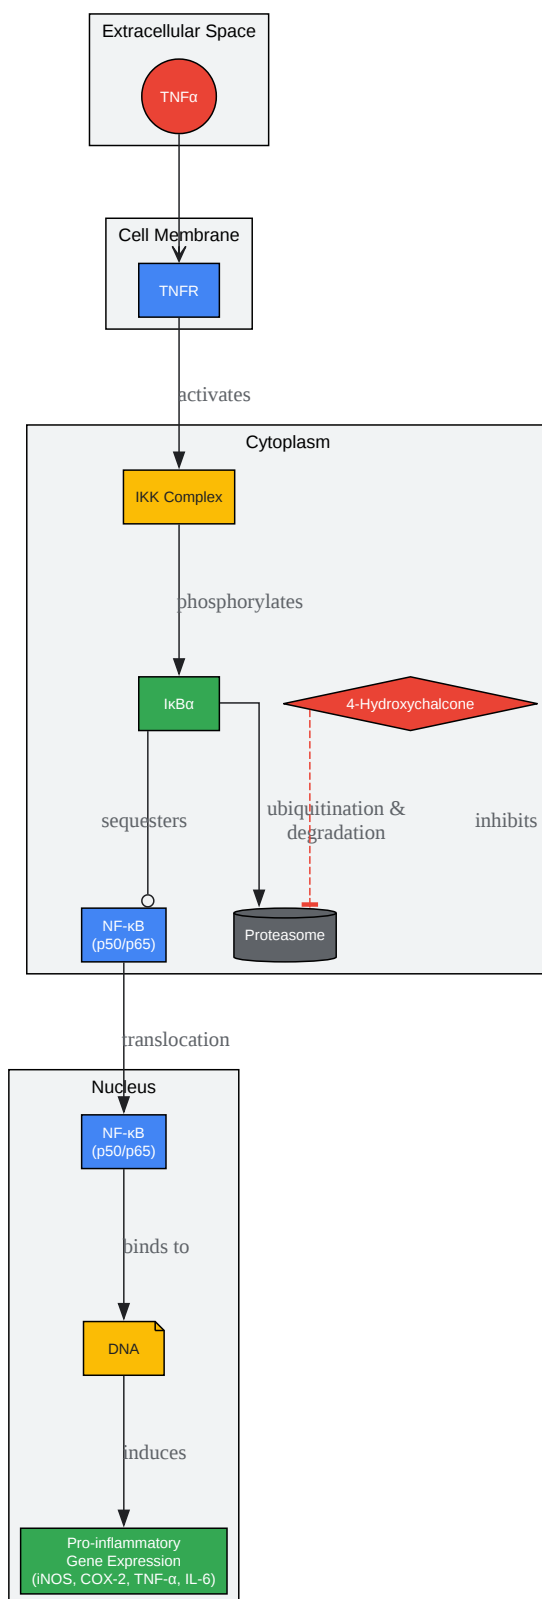 Extracellular Space
TNFα
Cell Membrane
TNFR
activates
Cytoplasm
IKK Complex
phosphorylates
IκBα
4-Hydroxychalcone
sequesters
ubiquitination &
degradation
inhibits
NF-κB
(p50/p65)
Proteasome
translocation
Nucleus
NF-κB
(p50/p65)
binds to
DNA
induces
Pro-inflammatory
Gene Expression
(iNOS, COX-2, TNF-α, IL-6)